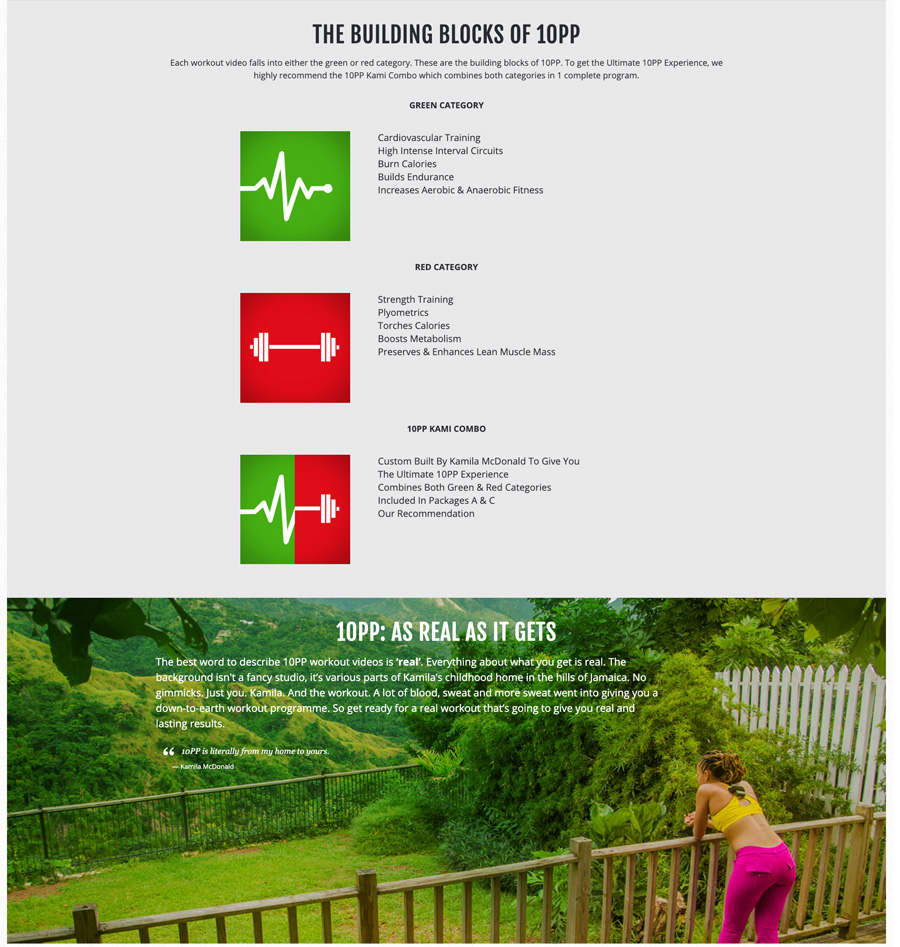 THE BUILDING BLOCKS OF 10PP
Each workout video falls into either the green or red category. These are the building blocks of 10PP. To get the Ultimate 10PP Experience, we
highly recommend the 10PP Kami Combo which combines both categories in 1 complete program.
GREEN CATEGORY
Cardiovascular Training
High Intense Interval Circuits
Burn Calories
Builds Endurance
Increases Aerobic & Anaerobic Fitness
RED CATEGORY
Strength Training
Plyometrics
Torches Calories
Boosts Metabolism
Preserves & Enhances Lean Muscle Mass
10PP KAMI COMBO
Custom Built By Kamila McDonald To Give You
The Ultimate 10PP Experience
Combines Both Green & Red Categories
Included In Packages A & C
Our Recommendation
10PP: AS REAL AS IT GETS
The best word to describe 10PP workout videos is ‘real’. Everything about what you get is real. The
background isn't a fancy studio, it’s various parts of Kamila’s childhood home in the hills of Jamaica. No
gimmicks. Just you. Kamila. And the workout. A lot of blood, sweat and more sweat went into giving you a
down-to-earth workout programme. So get ready for a real workout that’s going to give you real and
lasting results.
“ 10PP is literally from my home to yours.
— Kamila McDonald